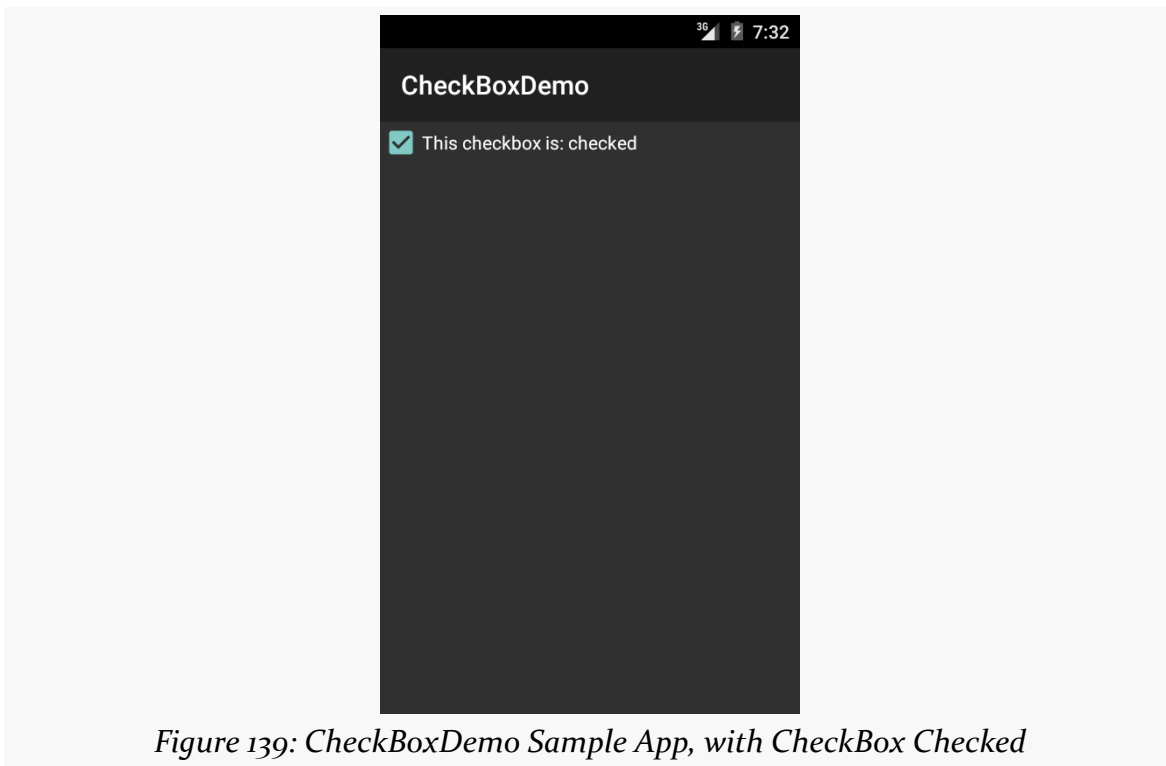 3G 7:32
CheckBoxDemo
This checkbox is: checked
Figure 139: CheckBoxDemo Sample App, with CheckBox Checked